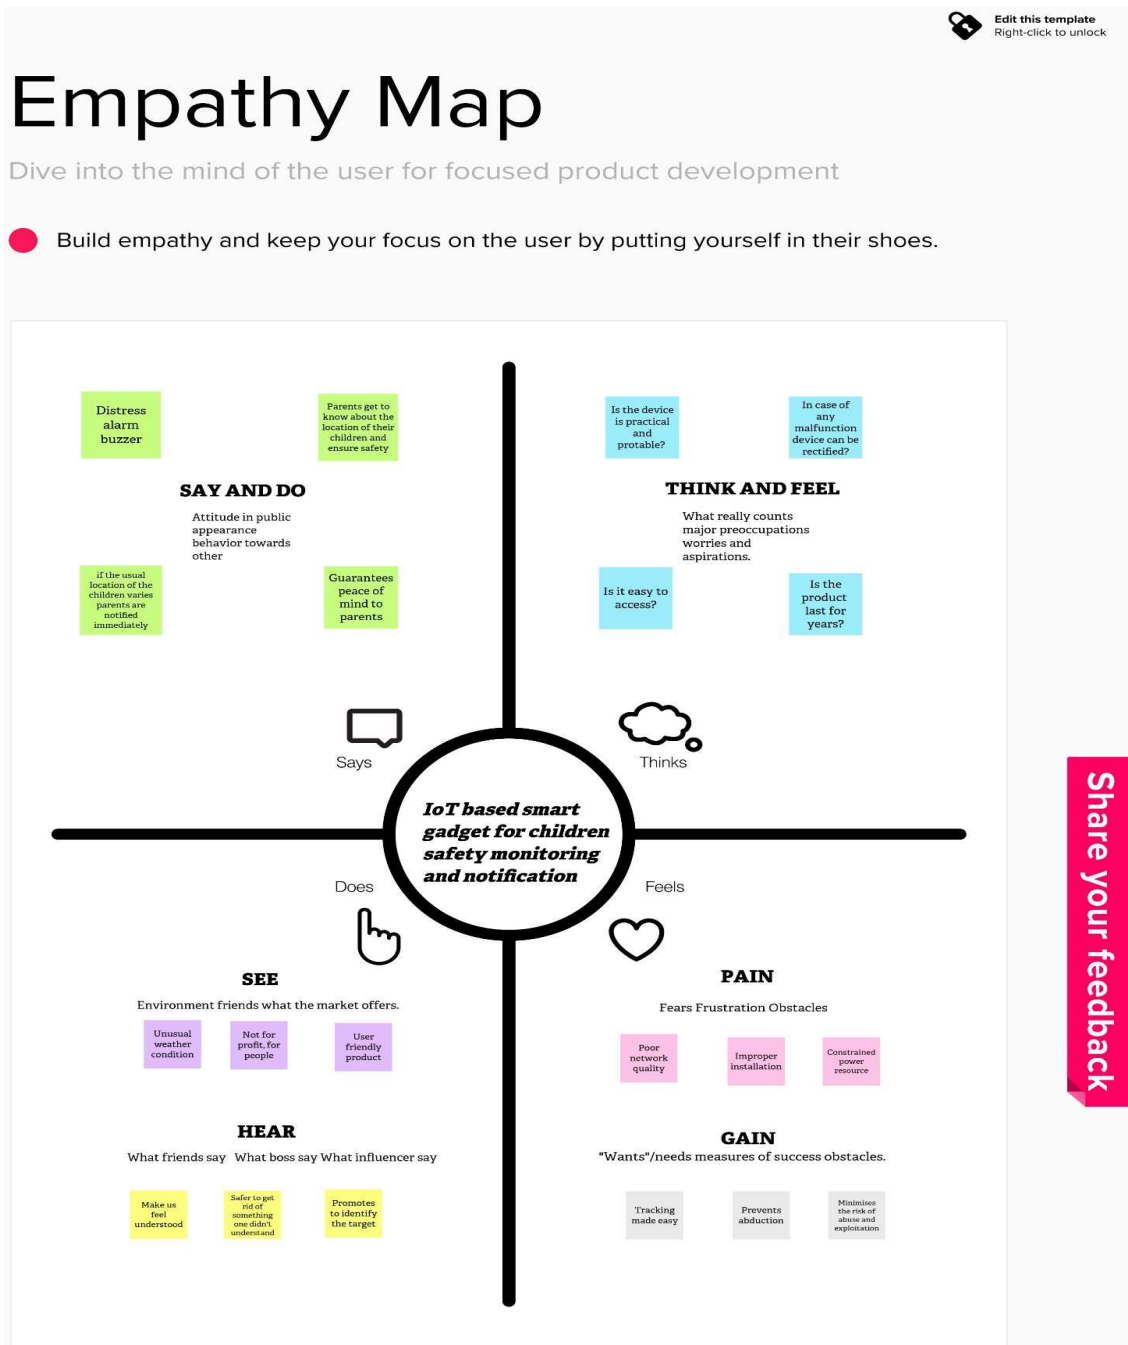 Edit this template
Right-click to unlock
Empathy Map
Dive into the mind of the user for focused product development
Build empathy and keep your focus on the user by putting yourself in their shoes.
Distress
alarm
buzzer
Parents get to
know about the
location of their
children and
ensure safety
SAY AND DO
Attitude in public
appearance
behavior towards
other
if the usual
location of the
children varies
parents are
notified
immediately
Guarantees
peace of
mind to
parents
Is the device
is practical
and
protable?
In case of
any
malfunction
device can be
rectified?
THINK AND FEEL
What really counts
major preoccupations
worries and
aspirations.
Is it easy to
access?
Is the
product
last for
years?
Says
Thinks
IoT based smart
gadget for children
safety monitoring
and notification
Does
Feels
SEE
Environment friends what the market offers.
Unusual
weather
condition
Not for
profit, for
people
User
friendly
product
PAIN
Fears Frustration Obstacles
Poor
network
quality
Improper
installation
Constrained
power
resource
HEAR
What friends say What boss say What influencer say
Make us
feel
understood
Safer to get
rid of
something
one didn't
understand
Promotes
to identify
the target
GAIN
"Wants"/needs measures of success obstacles.
Tracking
made easy
Prevents
abduction
Minimises
the risk of
abuse and
exploitation
Share your feedback